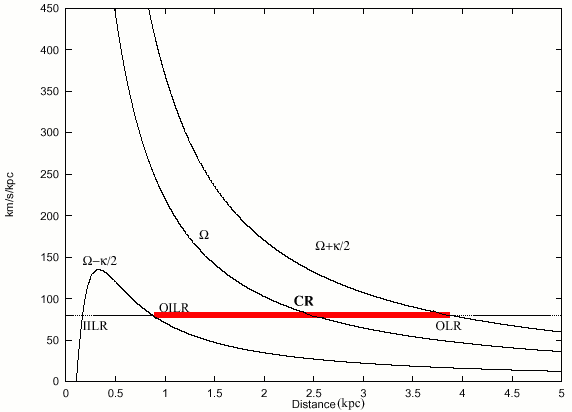 450
400
350
300
250
200
150
100
50
0
km/s/kpc
Ω
Ω+κ/2
Ω−κ/2
OILR
CR
IILR
OLR
0 0.5 1 1.5 2 2.5 3 3.5 4 4.5 5
Distance (kpc)